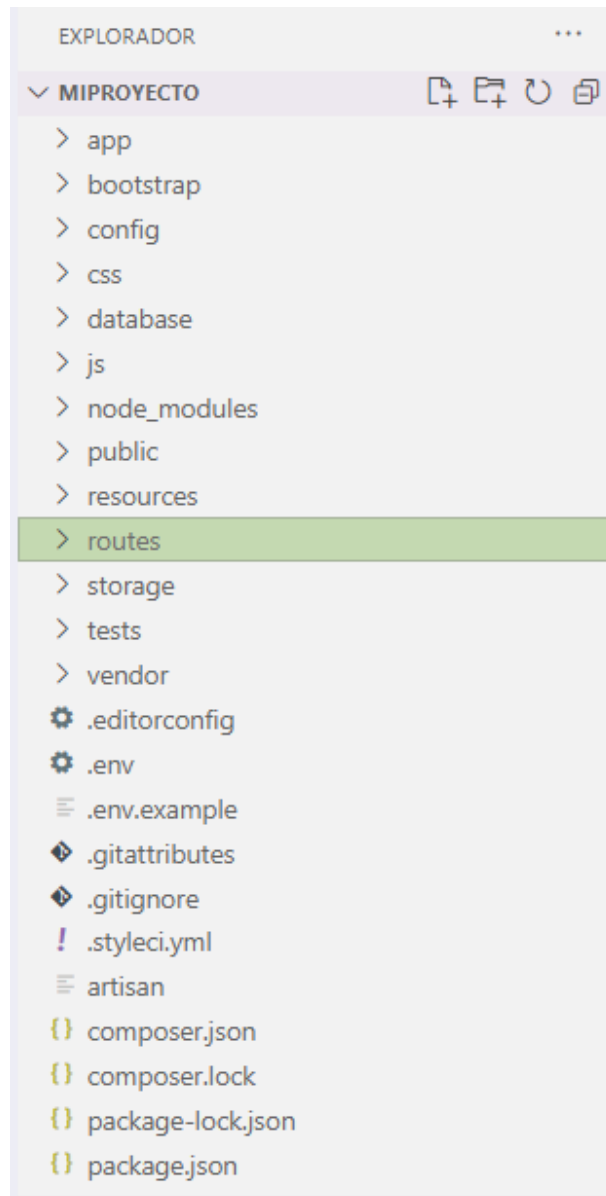 EXPLORADOR
MIPROYECTO
app
bootstrap
config
css
database
js
node_modules
public
resources
routes
storage
tests
vendor
.editorconfig
.env
.env.example
.gitattributes
.gitignore
.styleci.yml
artisan
composer.json
composer.lock
package-lock.json
package.json